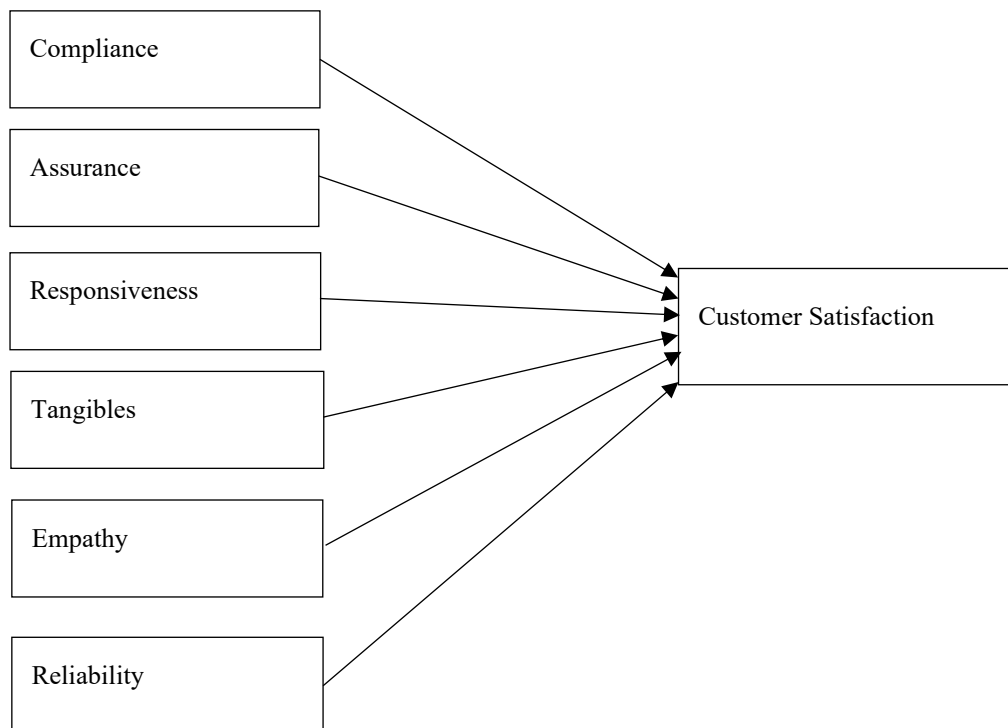 Compliance
Assurance
Responsiveness
Customer Satisfaction
Tangibles
Empathy
Reliability